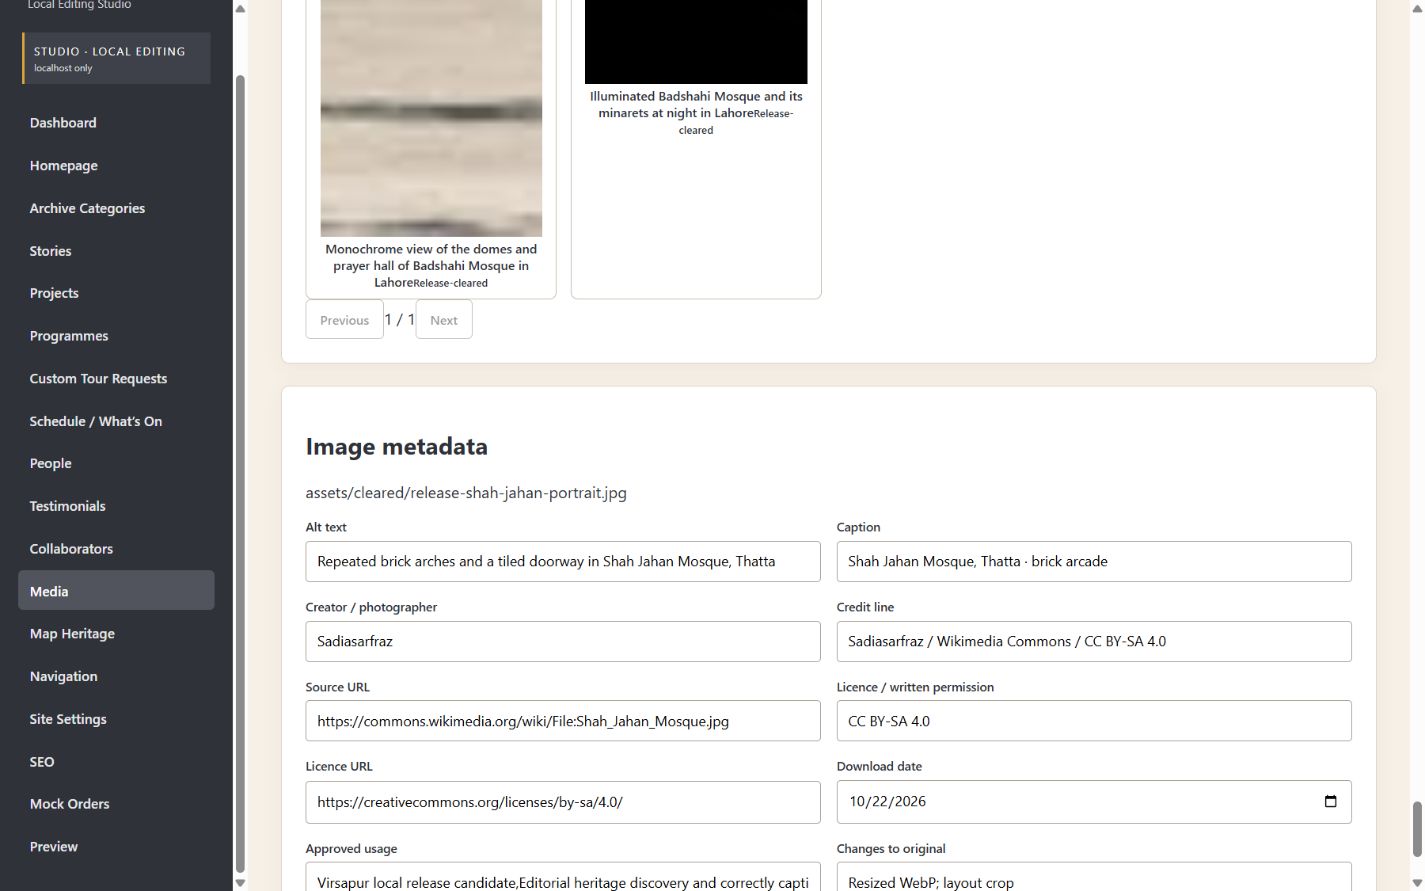 Local Editing Studio
STUDIO · LOCAL EDITING
localhost only
Dashboard
Homepage
Archive Categories
Stories
Projects
Programmes
Custom Tour Requests
Schedule / What's On
People
Testimonials
Collaborators
Media
Map Heritage
Navigation
Site Settings
SEO
Mock Orders
Preview
Monochrome view of the domes and
prayer hall of Badshahi Mosque in
LahoreRelease-cleared
Illuminated Badshahi Mosque and its
minarets at night in LahoreRelease-
cleared
Previous 1 / 1 Next
Image metadata
assets/cleared/release-shah-jahan-portrait.jpg
Alt text
Repeated brick arches and a tiled doorway in Shah Jahan Mosque, Thatta
Caption
Shah Jahan Mosque, Thatta · brick arcade
Creator / photographer
Sadiasarfraz
Credit line
Sadiasarfraz / Wikimedia Commons / CC BY-SA 4.0
Source URL
https://commons.wikimedia.org/wiki/File:Shah_Jahan_Mosque.jpg
Licence / written permission
CC BY-SA 4.0
Licence URL
https://creativecommons.org/licenses/by-sa/4.0/
Download date
10/22/2026
Approved usage
Virsapur local release candidate,Editorial heritage discovery and correctly capti
Changes to original
Resized WebP; layout crop